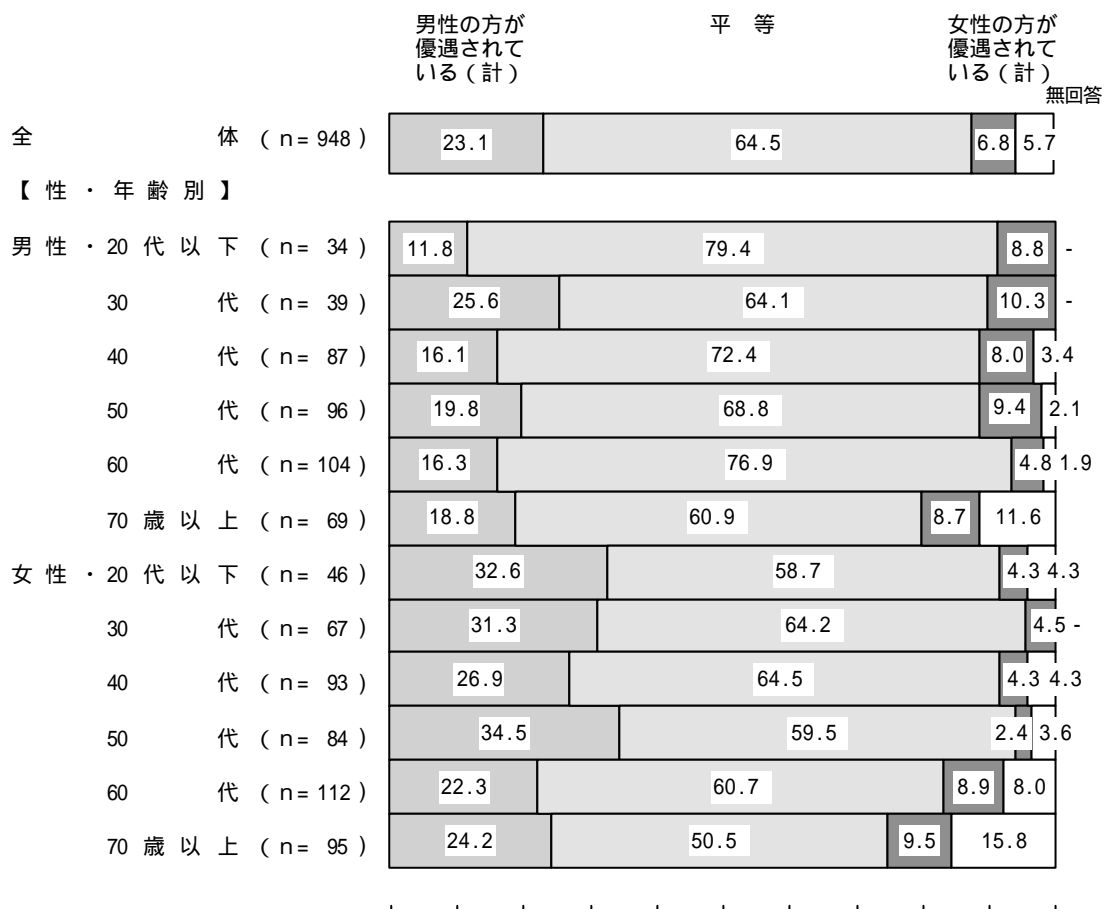 男性の方が 平 等 女性の方が
優遇されて 優遇されて
いる（計） いる（計）
無回答
全 体 （n=948） 23.1 64.5 6.8 5.7
【性・年齢別】
男性・20代以下（n= 34） 11.8 79.4 8.8 -
30 代（n= 39） 25.6 64.1 10.3 -
40 代（n= 87） 16.1 72.4 8.0 3.4
50 代（n= 96） 19.8 68.8 9.4 2.1
60 代（n=104） 16.3 76.9 4.8 1.9
70歳以上（n= 69） 18.8 60.9 8.7 11.6
女性・20代以下（n= 46） 32.6 58.7 4.3 4.3
30 代（n= 67） 31.3 64.2 4.5 -
40 代（n= 93） 26.9 64.5 4.3 4.3
50 代（n= 84） 34.5 59.5 2.4 3.6
60 代（n=112） 22.3 60.7 8.9 8.0
70歳以上（n= 95） 24.2 50.5 9.5 15.8